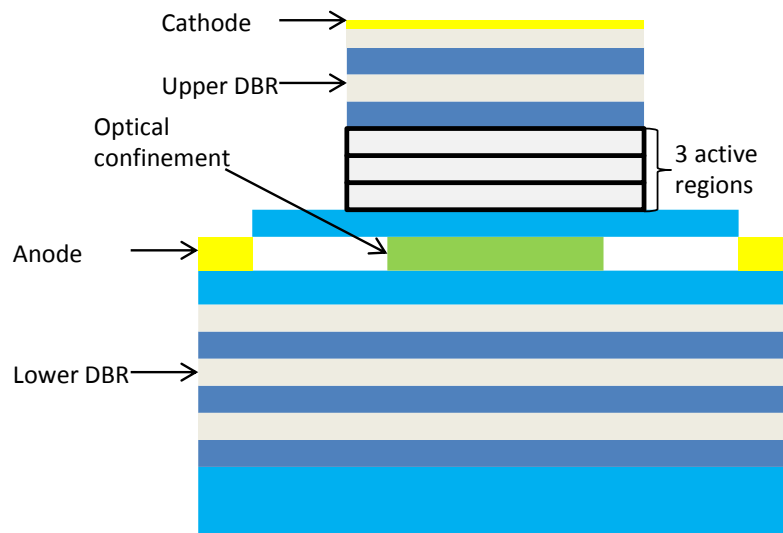 Cathode
Upper DBR
Optical
confinement
3 active
regions
Anode
Lower DBR